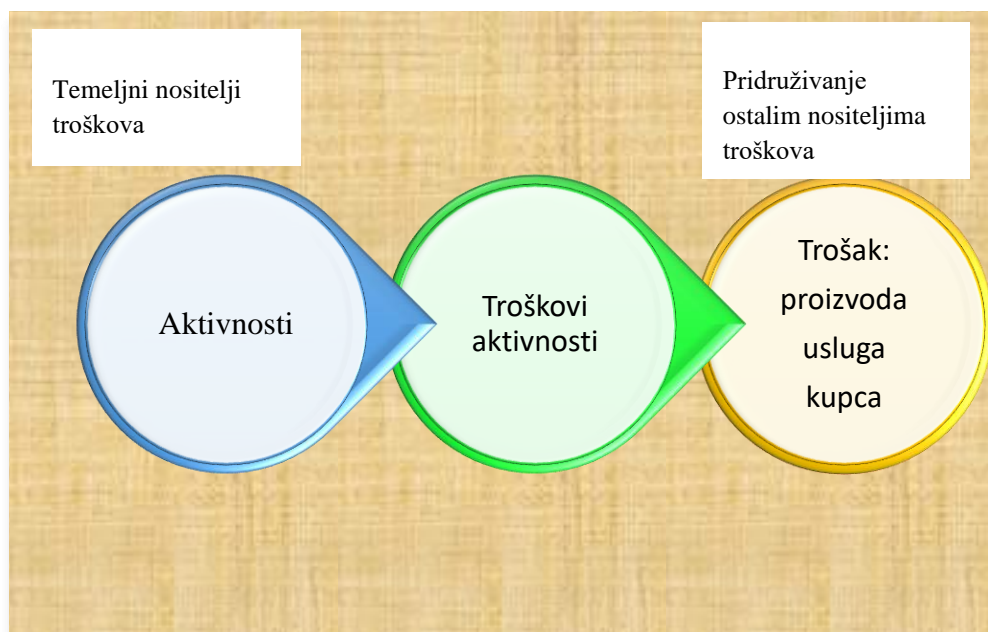 Temeljni nositelji
troškova
Pridruživanje
ostalim nositeljima
troškova
Aktivnosti
Troškovi
aktivnosti
Trošak:
proizvoda
usluga
kupca